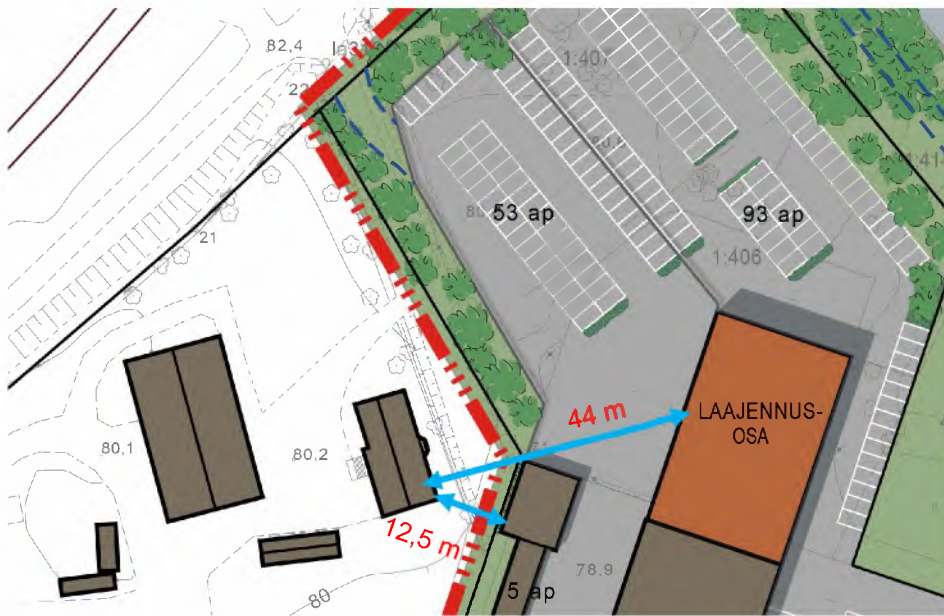 82,4
1:407
21
53 ap
93 ap
1:406
44 m
LAAJENNUS-
OSA
80,1
80,2
12,5 m
78.9
5 ap
80